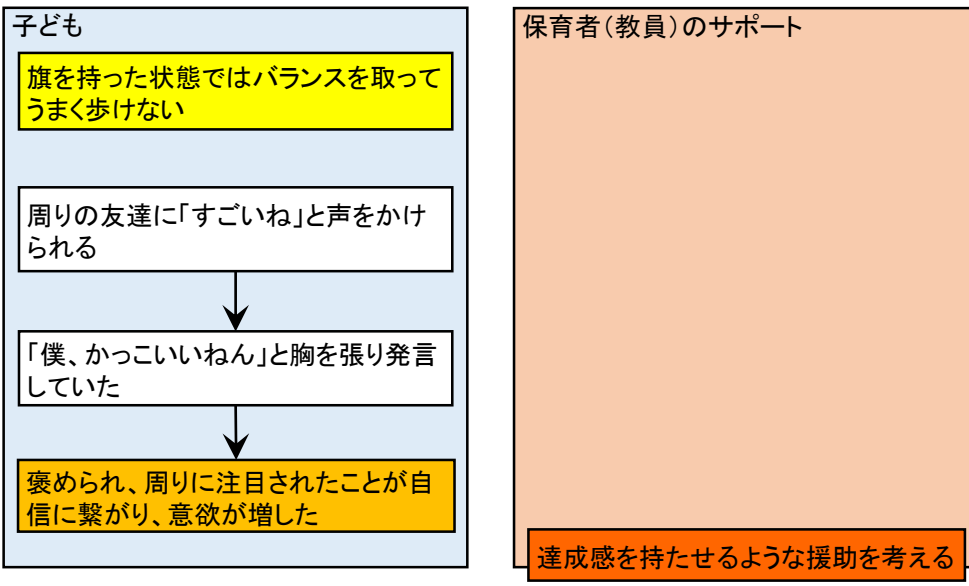 子ども
旗を持った状態ではバランスを取って
うまく歩けない
周りの友達に「すごいね」と声をかけ
られる
「僕、かっこいいねん」と胸を張り発言
していた
褒められ、周りに注目されたことが自
信に繋がり、意欲が増した
保育者(教員)のサポート
達成感を持たせるような援助を考える